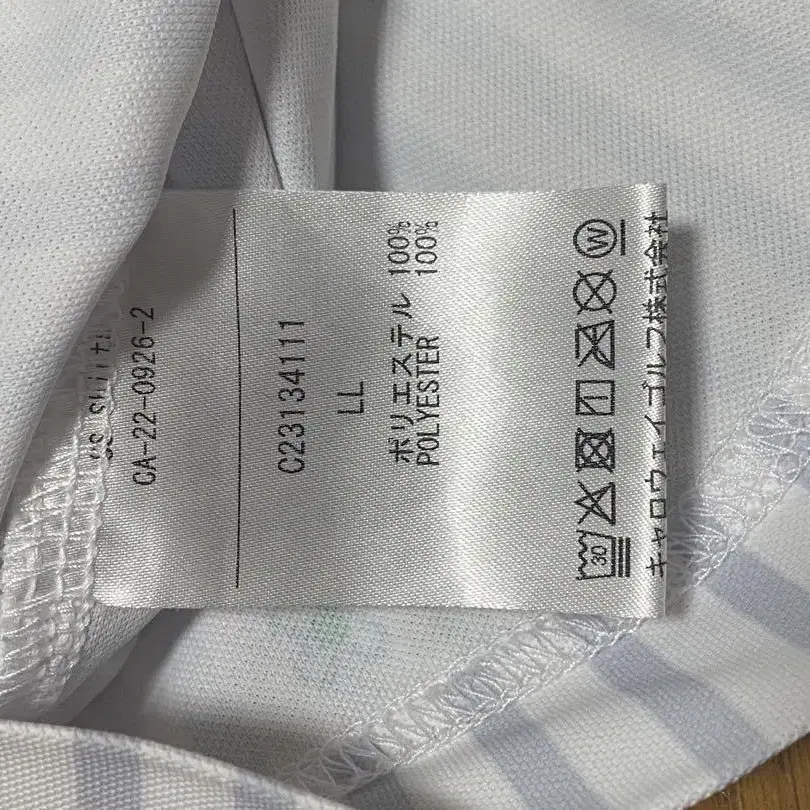 CA-22-0926-2
C23134111
LL
ポリエステル 100%
POLYESTER 100%
30
W
キャロウェイゴルフ株式会社